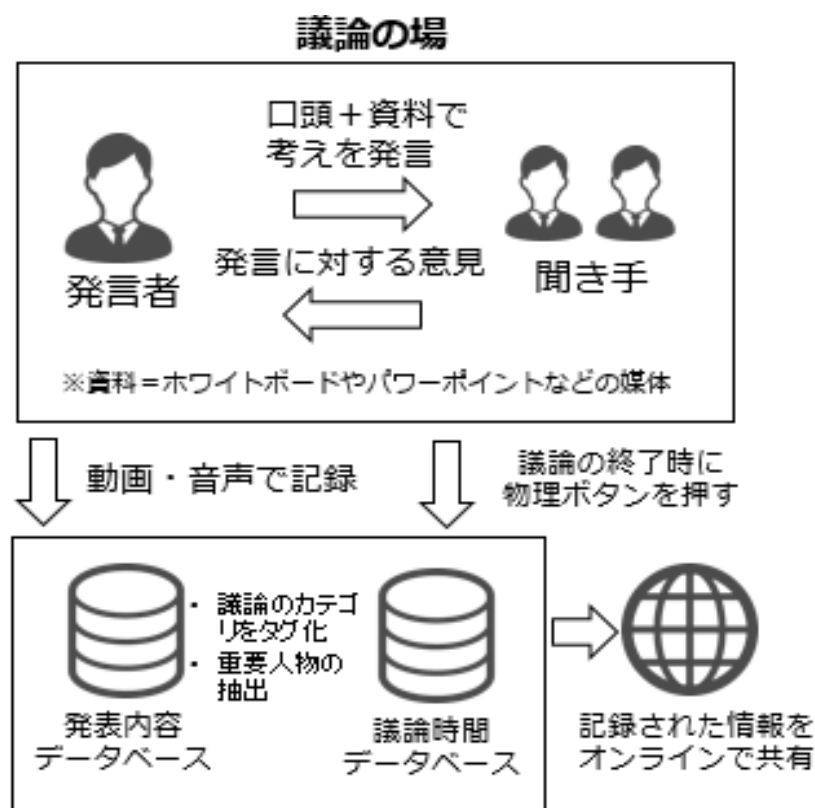 議論の場
口頭＋資料で
考えを発言
発言者
発言に対する意見
聞き手
※資料＝ホワイトボードやパワーポイントなどの媒体
動画・音声で記録
議論の終了時に
物理ボタンを押す
・ 議論のカテゴ
リをタグ化
・ 重要人物の
抽出
発表内容
データベース
議論時間
データベース
記録された情報を
オンラインで共有